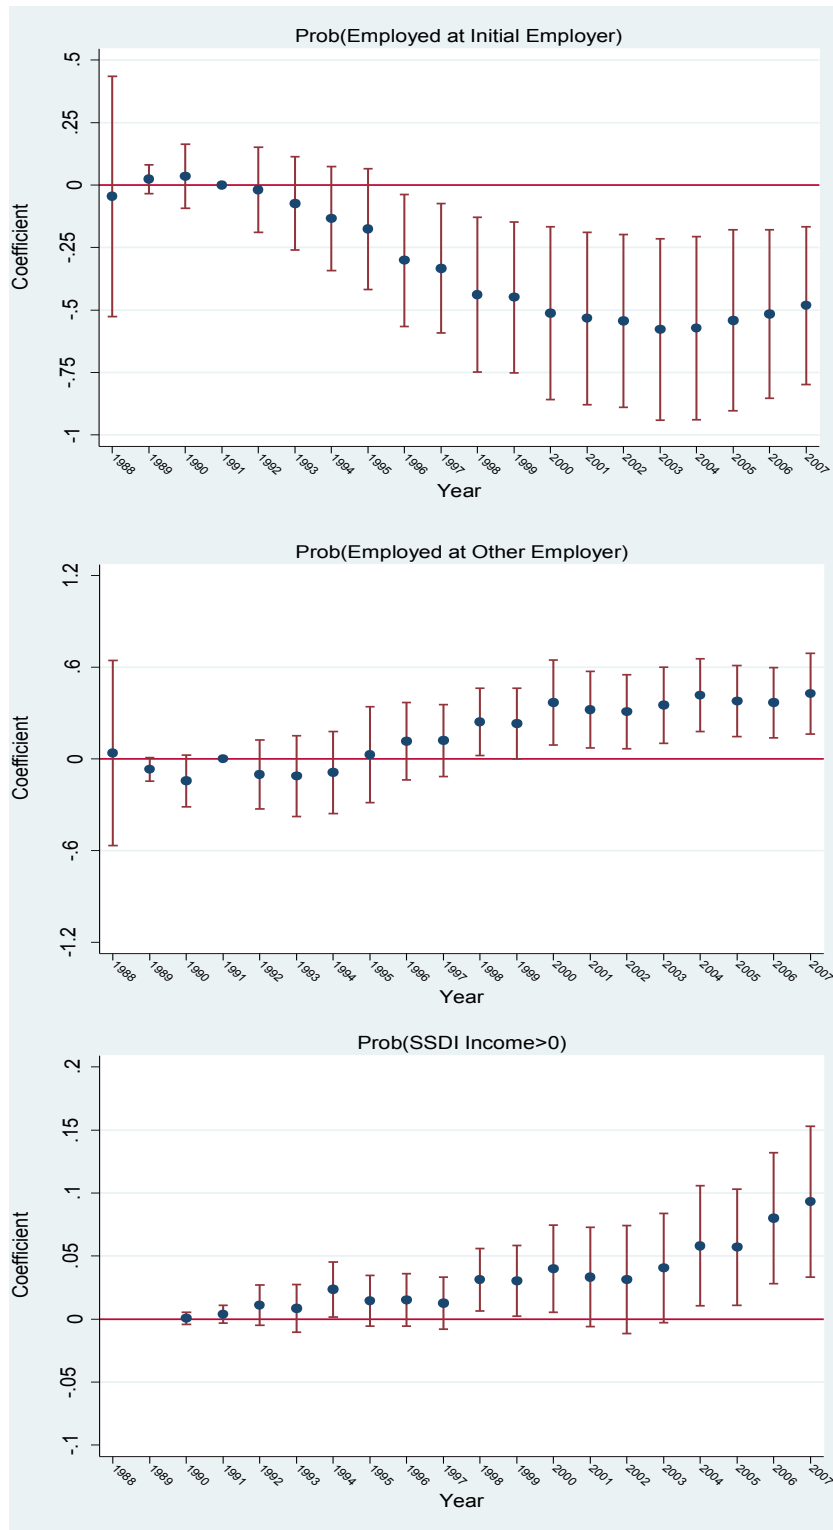 Prob(Employed at Initial Employer)
.5
.25
0
-.25
-.5
-.75
-1
Coefficient
1988 1989 1990 1991 1992 1993 1994 1995 1996 1997 1998 1999 2000 2001 2002 2003 2004 2005 2006 2007
Year
Prob(Employed at Other Employer)
1.2
.6
0
-.6
-1.2
Coefficient
1988 1989 1990 1991 1992 1993 1994 1995 1996 1997 1998 1999 2000 2001 2002 2003 2004 2005 2006 2007
Year
Prob(SSDI Income>0)
.2
.15
.1
.05
0
-.05
-.1
Coefficient
1988 1989 1990 1991 1992 1993 1994 1995 1996 1997 1998 1999 2000 2001 2002 2003 2004 2005 2006 2007
Year